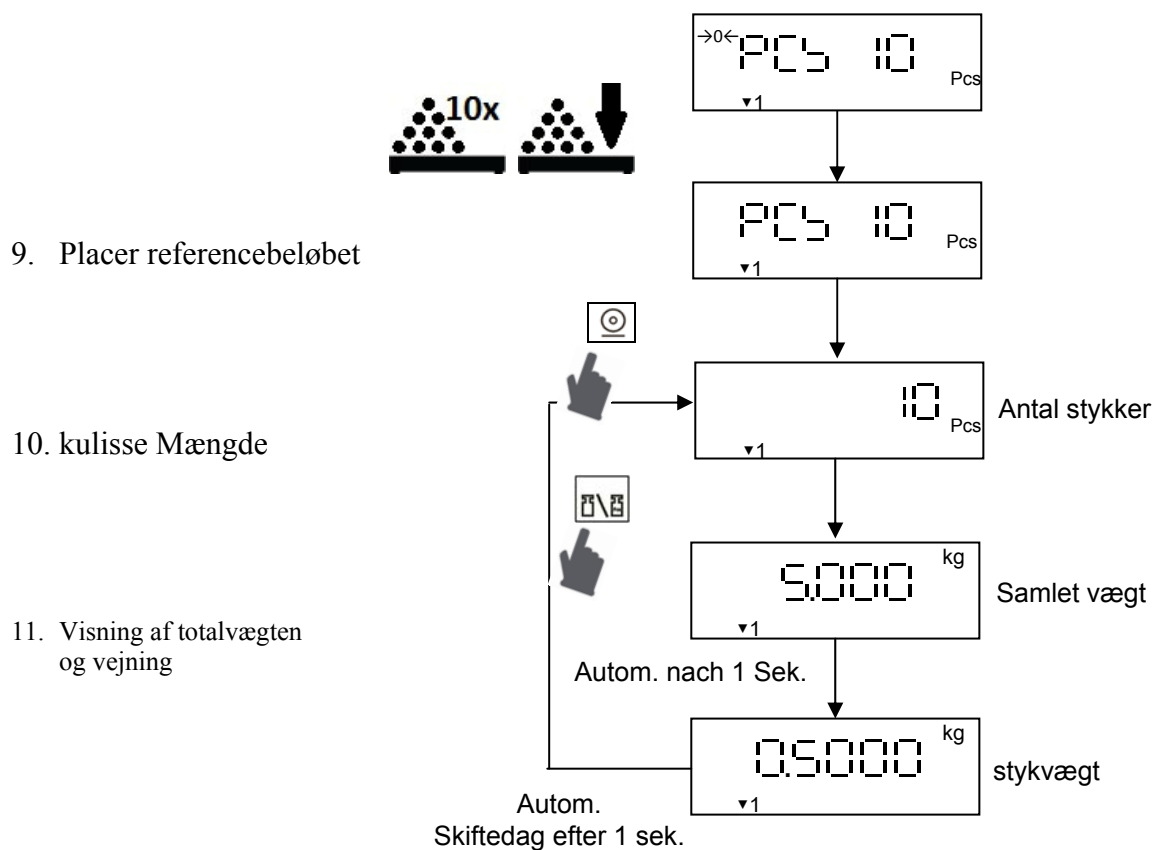 →0← PCS 10 Pcs
▼1
10x
PCS 10 Pcs
▼1
9. Placer referencebeløbet
10 Pcs
▼1
Antal stykker
10. kulisse Mængde
5.000 kg
▼1
Samlet vægt
11. Visning af totalvægten
og vejning
Autom. nach 1 Sek.
0.5000 kg
▼1
stykvægt
Autom.
Skiftedag efter 1 sek.